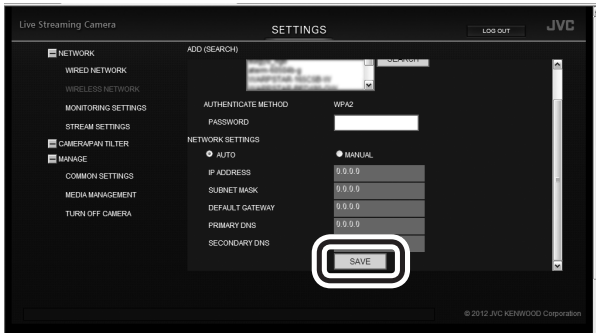 Live Streaming Camera
SETTINGS
LOG OUT
JVC
NETWORK
WIRED NETWORK
WIRELESS NETWORK
MONITORING SETTINGS
STREAM SETTINGS
CAMERA/PAN TILTER
MANAGE
COMMON SETTINGS
MEDIA MANAGEMENT
TURN OFF CAMERA
ADD (SEARCH)
SEARCH
AUTHENTICATE METHOD WPA2
PASSWORD
NETWORK SETTINGS
AUTO MANUAL
IP ADDRESS 0.0.0.0
SUBNET MASK 0.0.0.0
DEFAULT GATEWAY 0.0.0.0
PRIMARY DNS 0.0.0.0
SECONDARY DNS
SAVE
© 2012 JVC KENWOOD Corporation